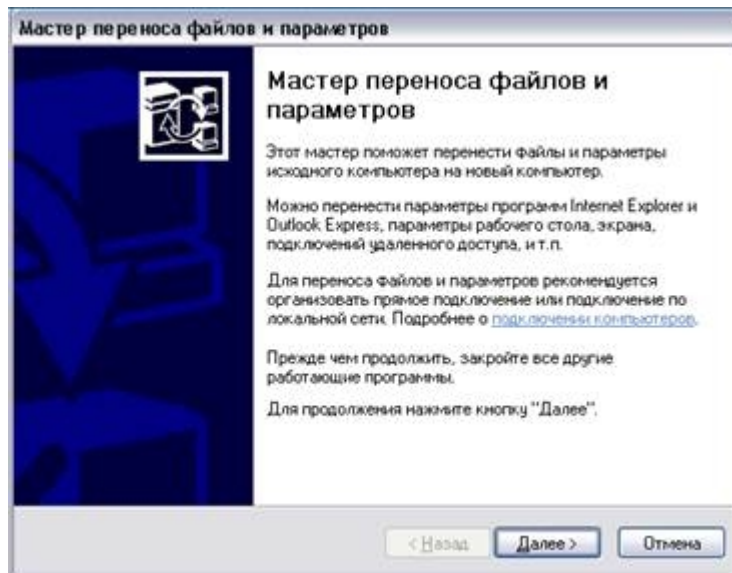 Мастер переноса файлов и параметров
Мастер переноса файлов и
параметров
Этот мастер поможет перенести файлы и параметры
исходного компьютера на новый компьютер.
Можно перенести параметры программ Internet Explorer и
Outlook Express, параметры рабочего стола, экрана,
подключений удаленного доступа, и т.п.
Для переноса файлов и параметров рекомендуется
организовать прямое подключение или подключение по
локальной сети. Подробнее о подключении компьютеров.
Прежде чем продолжить, закройте все другие
работающие программы.
Для продолжения нажмите кнопку "Далее".
< Назад Далее > Отмена